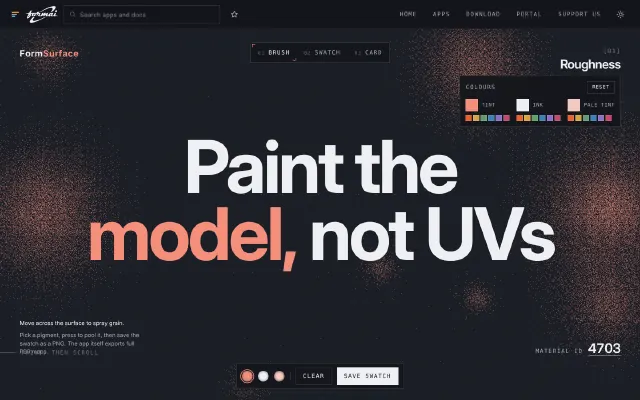 formai
Search apps and docs
HOME APPS DOWNLOAD PORTAL SUPPORT US
FormSurface
01 BRUSH 02 SWATCH 03 CARD
[01]
Roughness
COLOURS RESET
TINT INK PALE TINT
Paint the
model, not UVs
Move across the surface to spray grain.
Pick a pigment, press to pool it, then save
swatch as a PNG. The app itself exports full
THEN SCROLL
MATERIAL ID 4703
CLEAR SAVE SWATCH